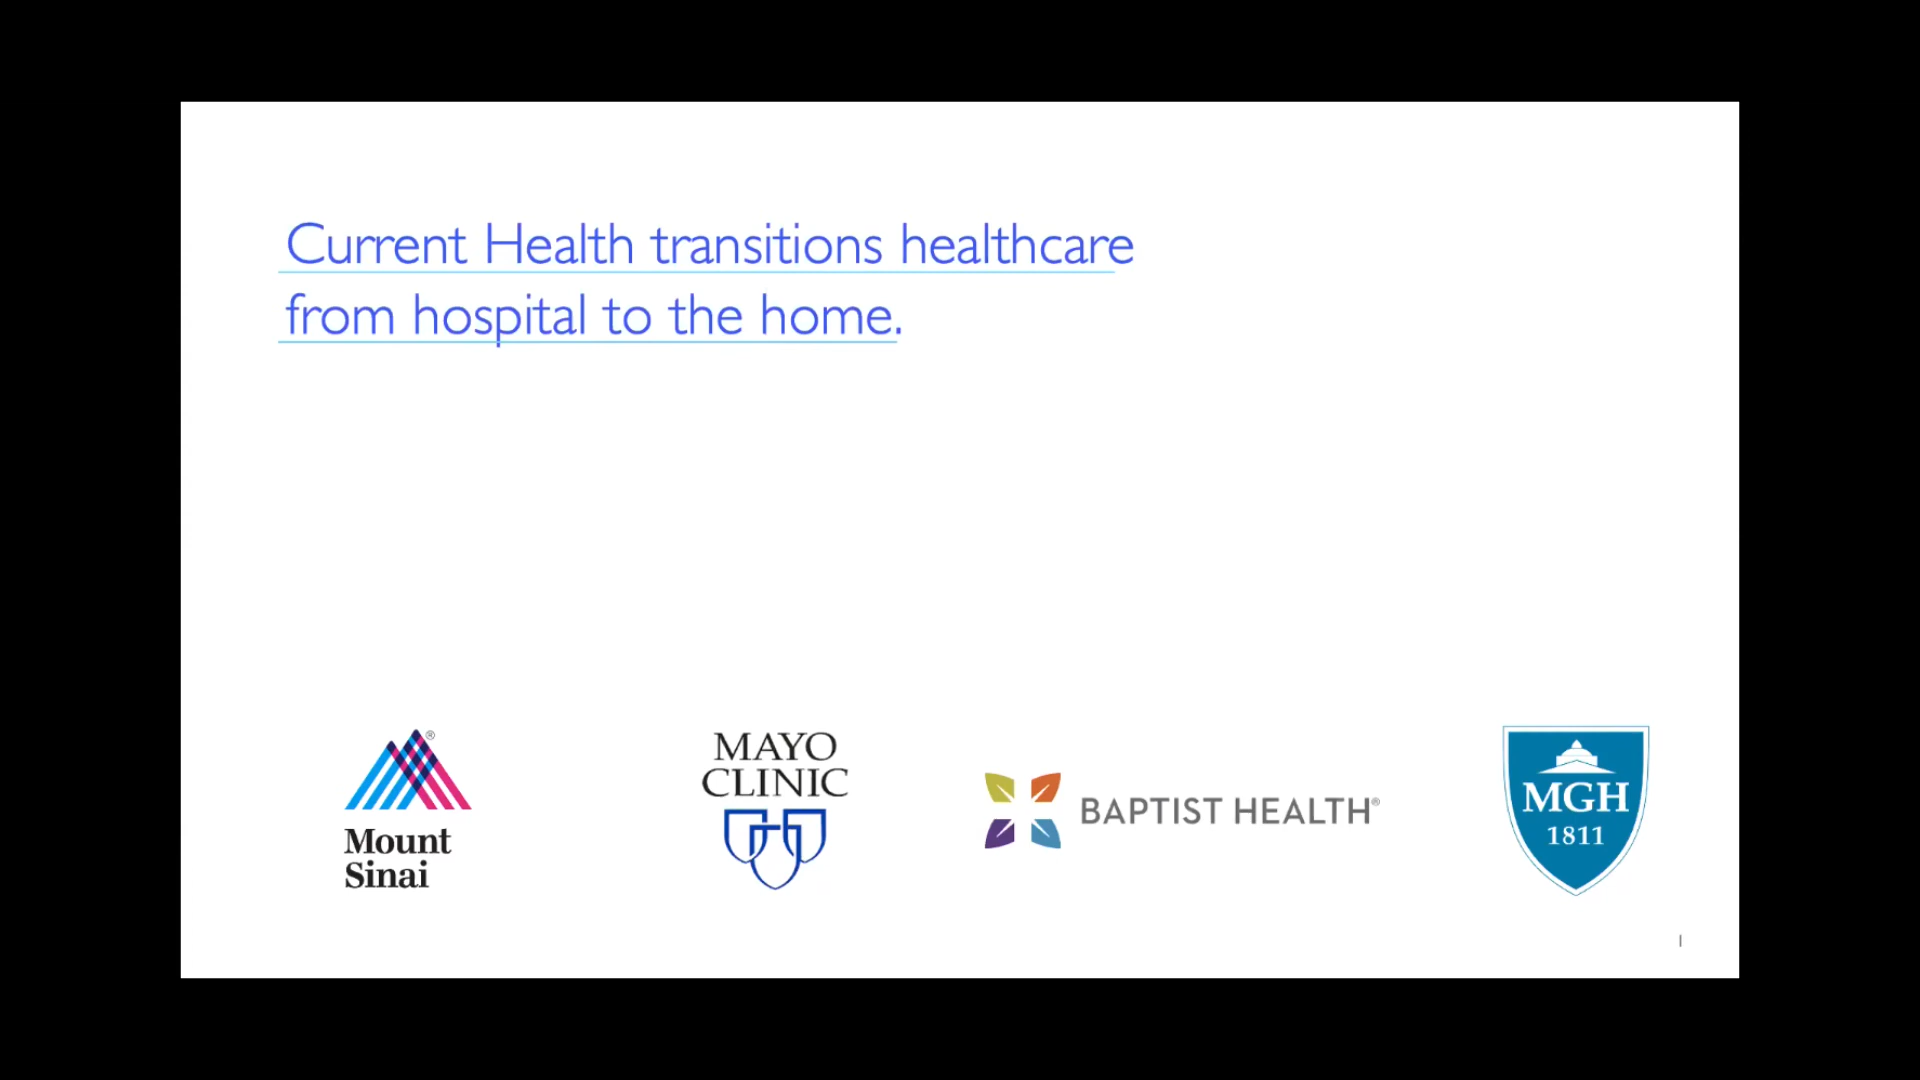 Current Health transitions healthcare
from hospital to the home.
®
Mount
Sinai
MAYO
CLINIC
BAPTIST HEALTH®
MGH
1811
1